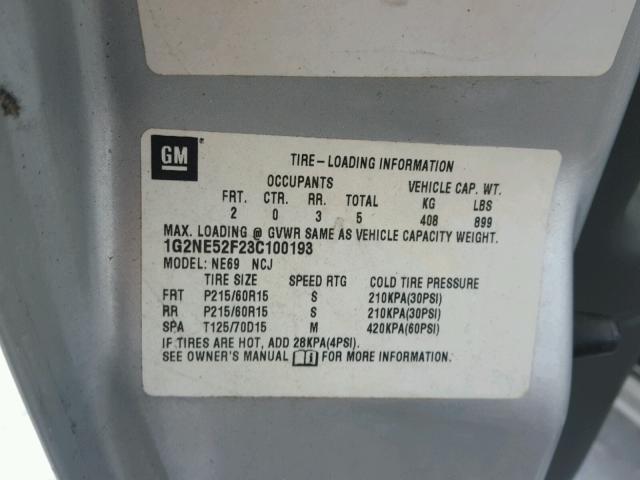 GM
TIRE-LOADING INFORMATION
OCCUPANTS VEHICLE CAP. WT.
FRT. CTR. RR. TOTAL KG LBS
2 0 3 5 408 899
MAX. LOADING @ GVWR SAME AS VEHICLE CAPACITY WEIGHT.
1G2NE52F23C100193
MODEL: NE69 NCJ
TIRE SIZE SPEED RTG COLD TIRE PRESSURE
FRT P215/60R15 S 210KPA(30PSI)
RR P215/60R15 S 210KPA(30PSI)
SPA T125/70D15 M 420KPA(60PSI)
IF TIRES ARE HOT, ADD 28KPA(4PSI).
SEE OWNER'S MANUAL FOR MORE INFORMATION.